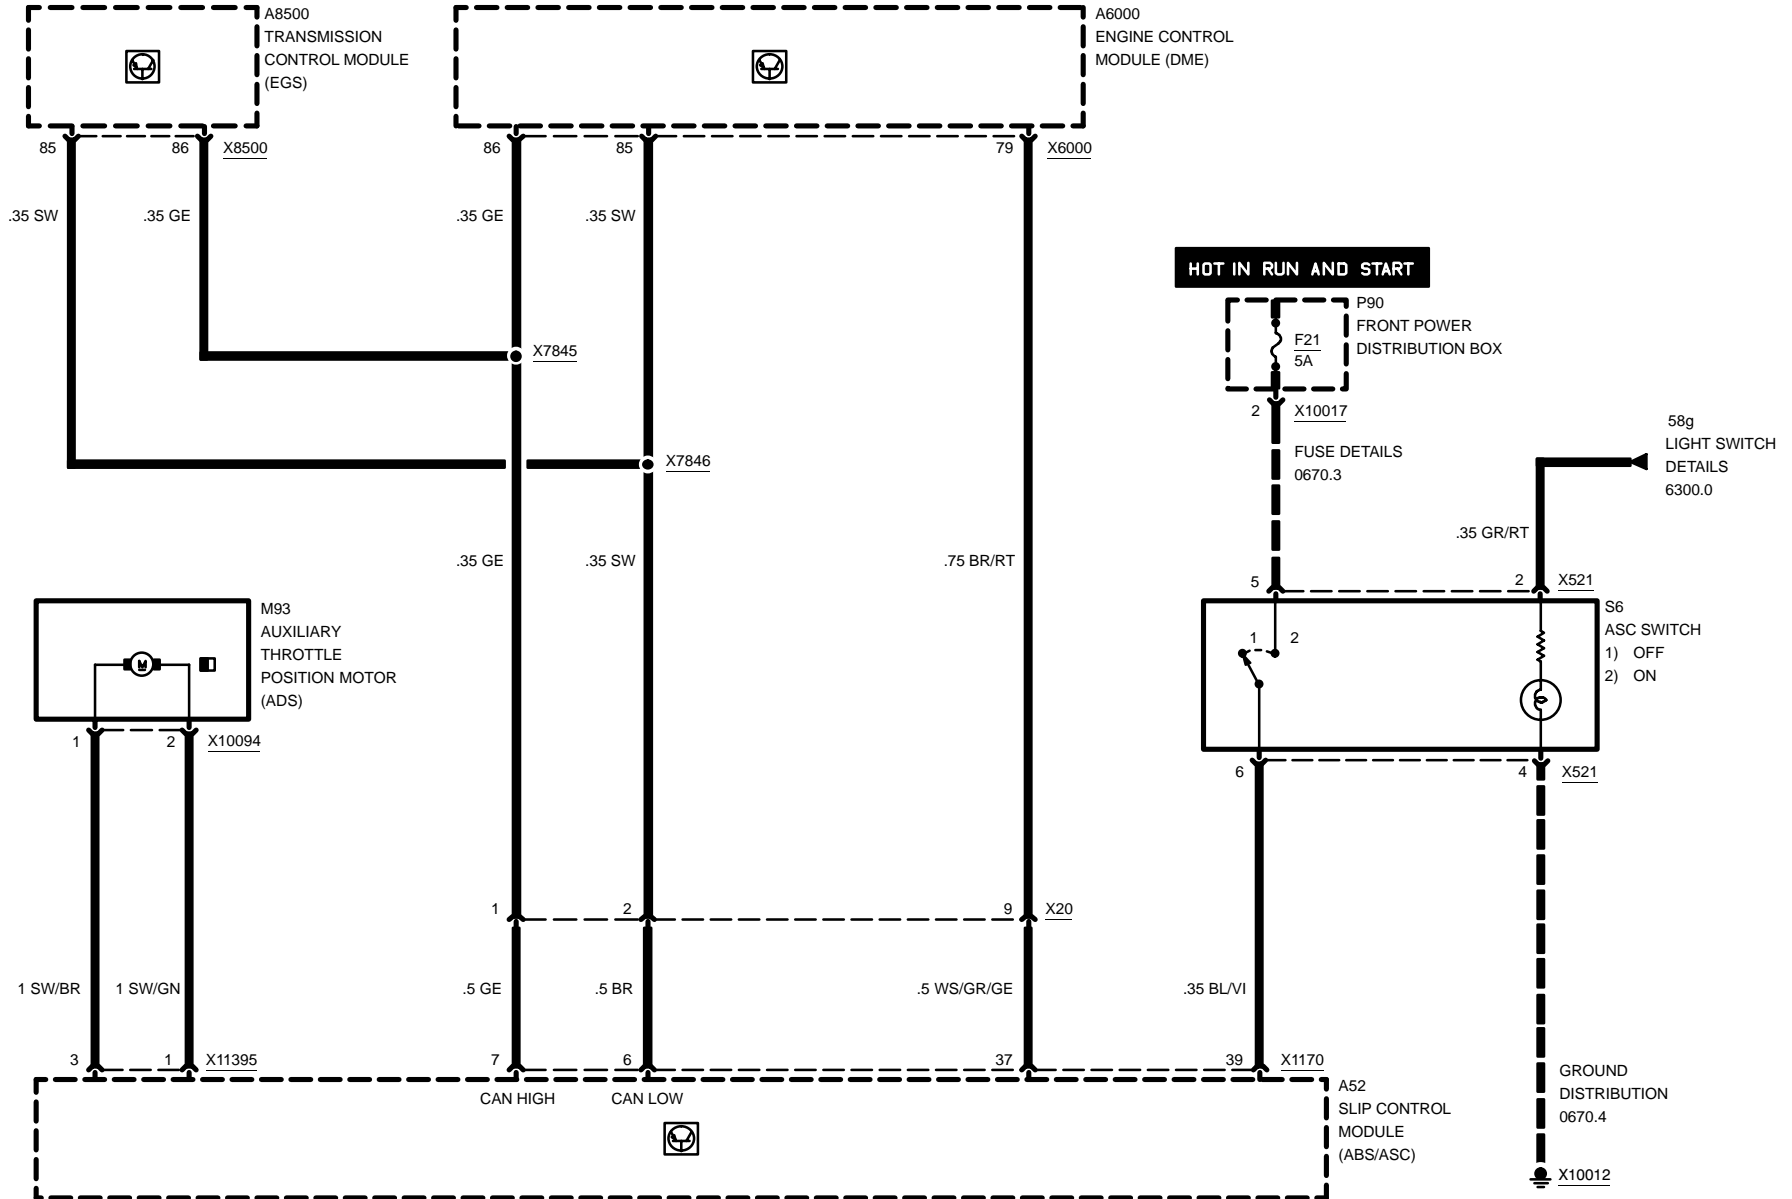 A8500
TRANSMISSION
CONTROL MODULE
(EGS)
A6000
ENGINE CONTROL
MODULE (DME)
85
86
X8500
86
85
79
X6000
.35 SW
.35 GE
.35 GE
.35 SW
HOT IN RUN AND START
P90
FRONT POWER
DISTRIBUTION BOX
F21
5A
X7845
2
X10017
58g
LIGHT SWITCH
DETAILS
6300.0
FUSE DETAILS
0670.3
X7846
.35 GR/RT
.35 GE
.35 SW
.75 BR/RT
5
2
X521
M93
AUXILIARY
THROTTLE
POSITION MOTOR
(ADS)
M
S6
ASC SWITCH
1) OFF
2) ON
1
2
1
2
X10094
6
4
X521
1
2
9
X20
1 SW/BR
1 SW/GN
.5 GE
.5 BR
.5 WS/GR/GE
.35 BL/VI
3
1
X11395
7
6
37
39
X1170
GROUND
DISTRIBUTION
0670.4
CAN HIGH
CAN LOW
A52
SLIP CONTROL
MODULE
(ABS/ASC)
X10012